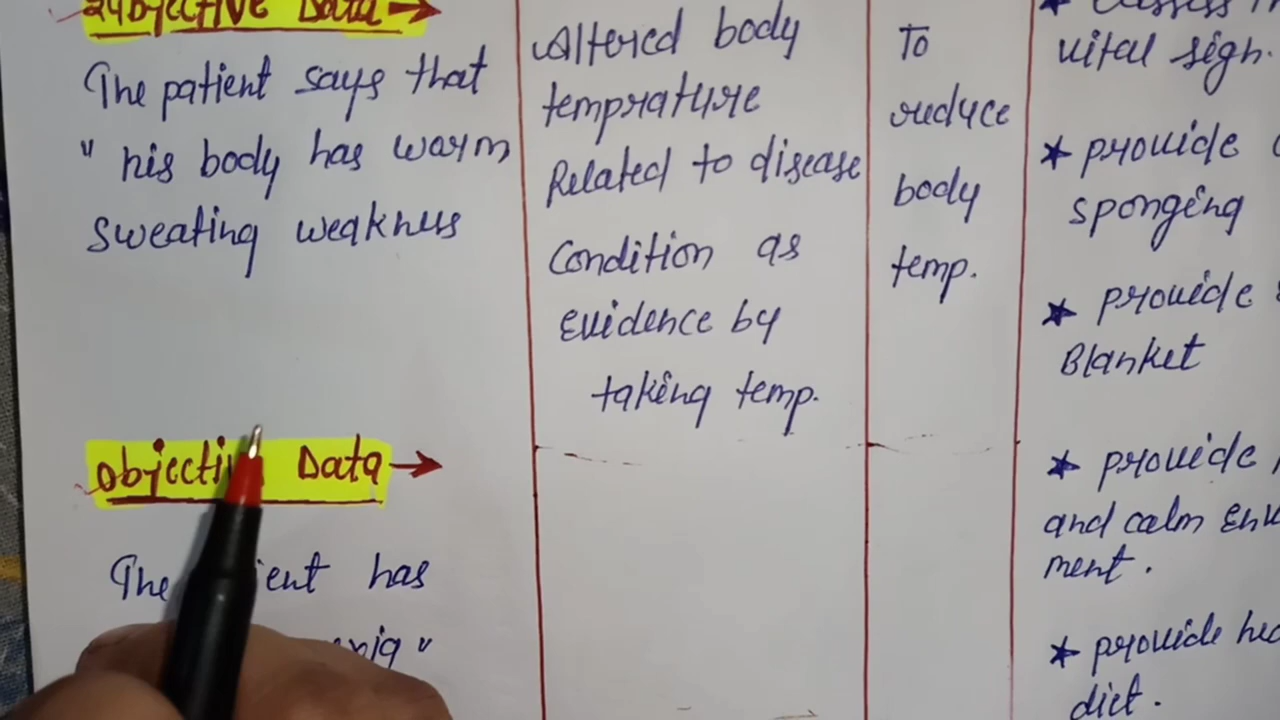 Subjective Data →
The patient says that
" his body has warm
sweating weakness
Objective Data →
The patient has
Altered body
temprature
Related to disease
Condition as
Evidence by
taking temp.
To
reduce
body
temp.
vital sign.
★ provide
sponging
★ provide
Blanket
★ provide
and calm
ment.
★ provide
diet.